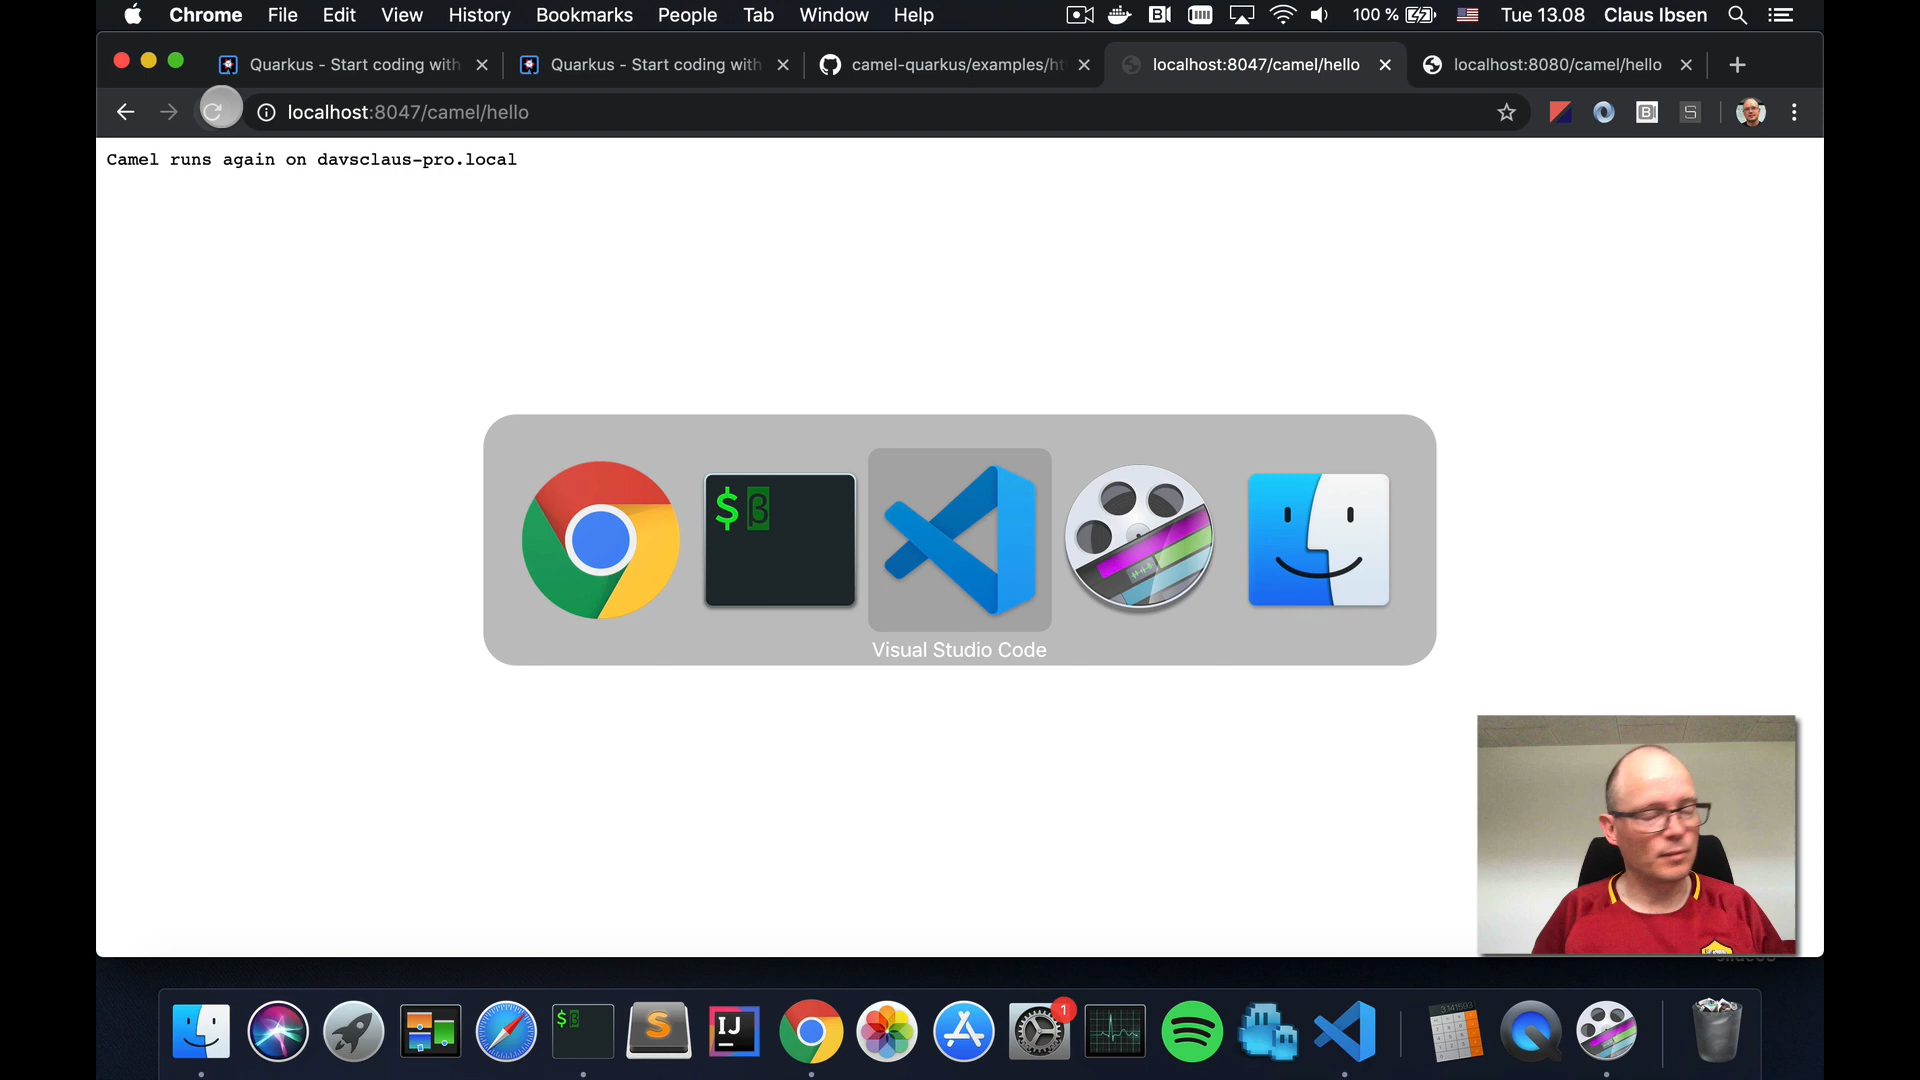 Chrome File Edit View History Bookmarks People Tab Window Help 100 % Tue 13.08 Claus Ibsen
Quarkus - Start coding with Quarkus - Start coding with camel-quarkus/examples/ht localhost:8047/camel/hello localhost:8080/camel/hello
localhost:8047/camel/hello
Camel runs again on davsclaus-pro.local
$ β
Visual Studio Code
$ β
S
IJ
1